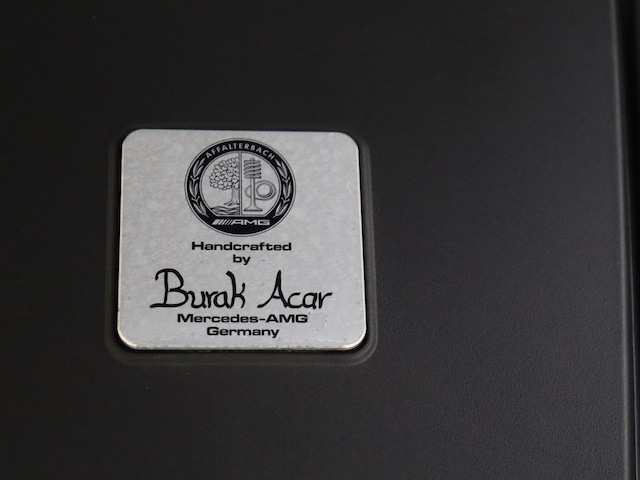 AFFALTERBACH
AMG
Handcrafted
by
Burak Acar
Mercedes-AMG
Germany